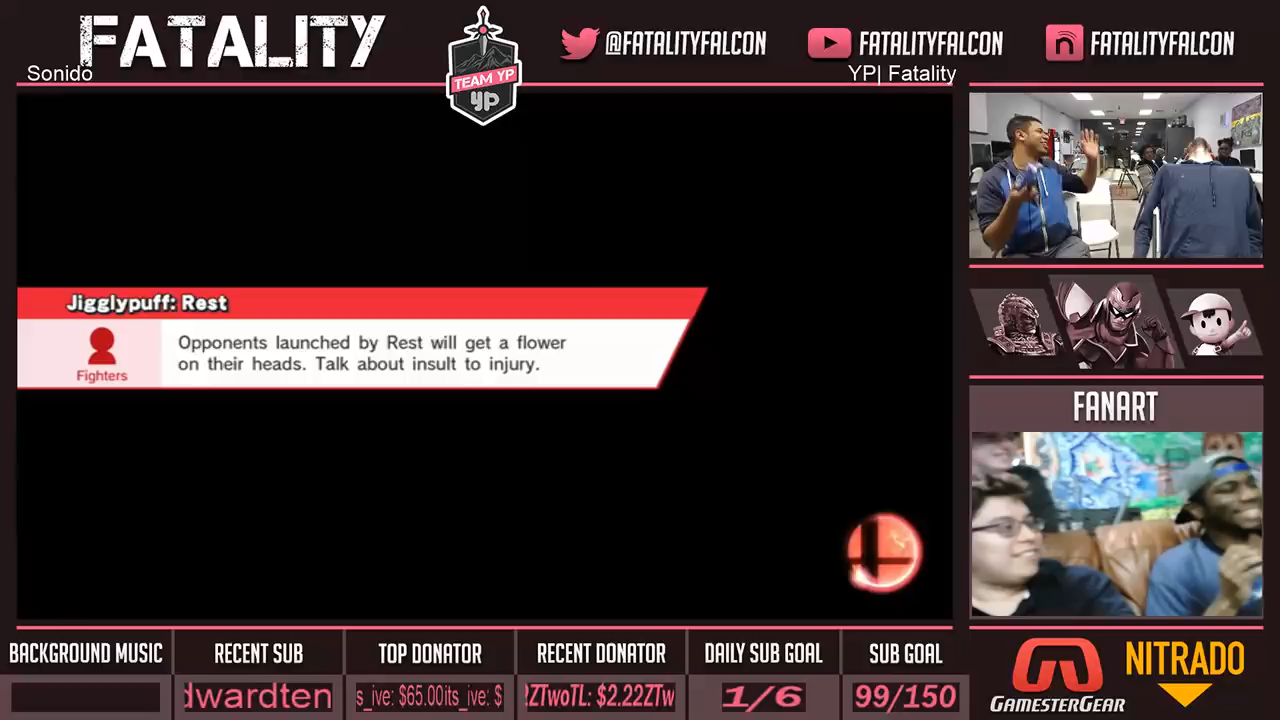 FATALITY
TEAM YP
YP
@FATALITYFALCON
FATALITYFALCON
FATALITYFALCON
Sonido
YP| Fatality
Jigglypuff: Rest
Fighters
Opponents launched by Rest will get a flower
on their heads. Talk about insult to injury.
FANART
BACKGROUND MUSIC
RECENT SUB
TOP DONATOR
RECENT DONATOR
DAILY SUB GOAL
SUB GOAL
dwardten
s_ive: $65.00its_ive: $
ZTwoTL: $2.22ZTw
1/6
99/150
GAMESTERGEAR
NITRADO